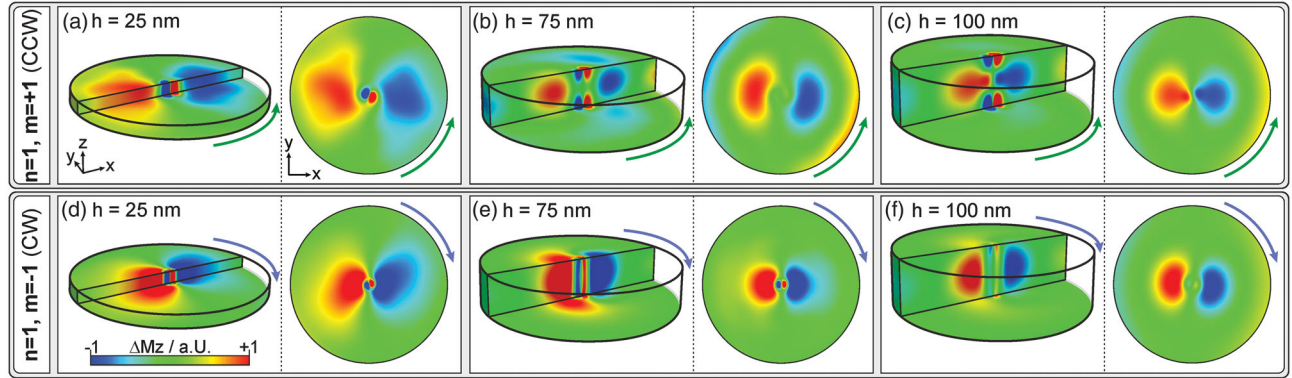 n=1, m=+1 (CCW)
(a) h = 25 nm
z
y
x
y
x
(b) h = 75 nm
(c) h = 100 nm
n=1, m=-1 (CW)
(d) h = 25 nm
-1 ΔMz / a.U. +1
(e) h = 75 nm
(f) h = 100 nm